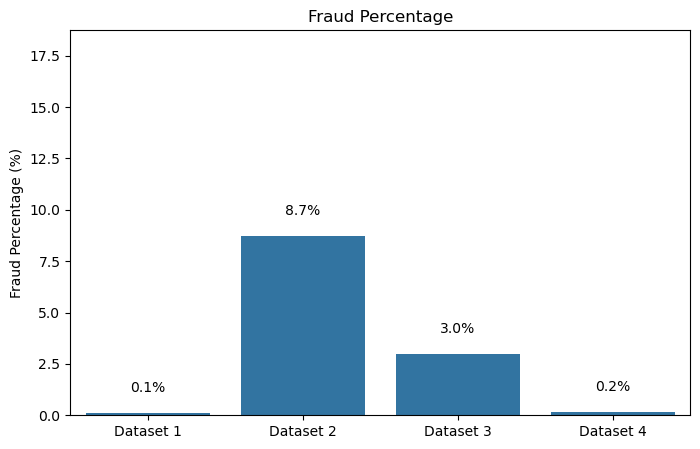 Fraud Percentage
Fraud Percentage (%)
17.5
15.0
12.5
10.0
7.5
5.0
2.5
0.0
0.1%
8.7%
3.0%
0.2%
Dataset 1
Dataset 2
Dataset 3
Dataset 4